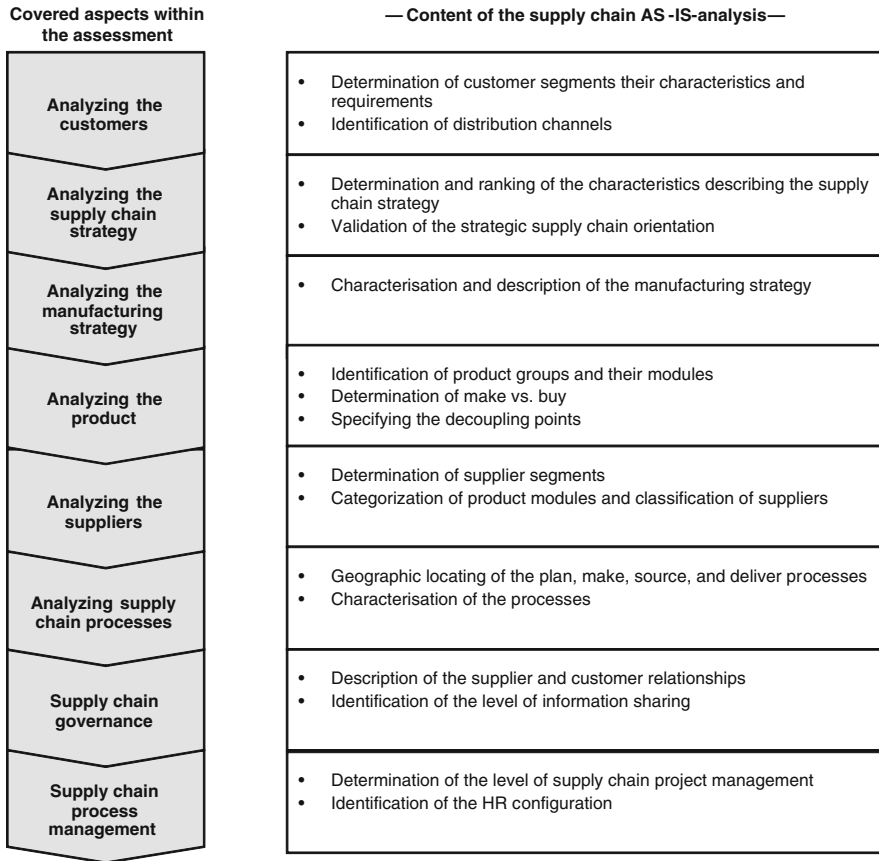 Covered aspects within
the assessment
— Content of the supply chain AS -IS-analysis—
Analyzing the
customers
• Determination of customer segments their characteristics and
requirements
• Identification of distribution channels
Analyzing the
supply chain
strategy
• Determination and ranking of the characteristics describing the supply
chain strategy
• Validation of the strategic supply chain orientation
Analyzing the
manufacturing
strategy
• Characterisation and description of the manufacturing strategy
Analyzing the
product
• Identification of product groups and their modules
• Determination of make vs. buy
• Specifying the decoupling points
Analyzing the
suppliers
• Determination of supplier segments
• Categorization of product modules and classification of suppliers
Analyzing supply
chain processes
• Geographic locating of the plan, make, source, and deliver processes
• Characterisation of the processes
Supply chain
governance
• Description of the supplier and customer relationships
• Identification of the level of information sharing
Supply chain
process
management
• Determination of the level of supply chain project management
• Identification of the HR configuration